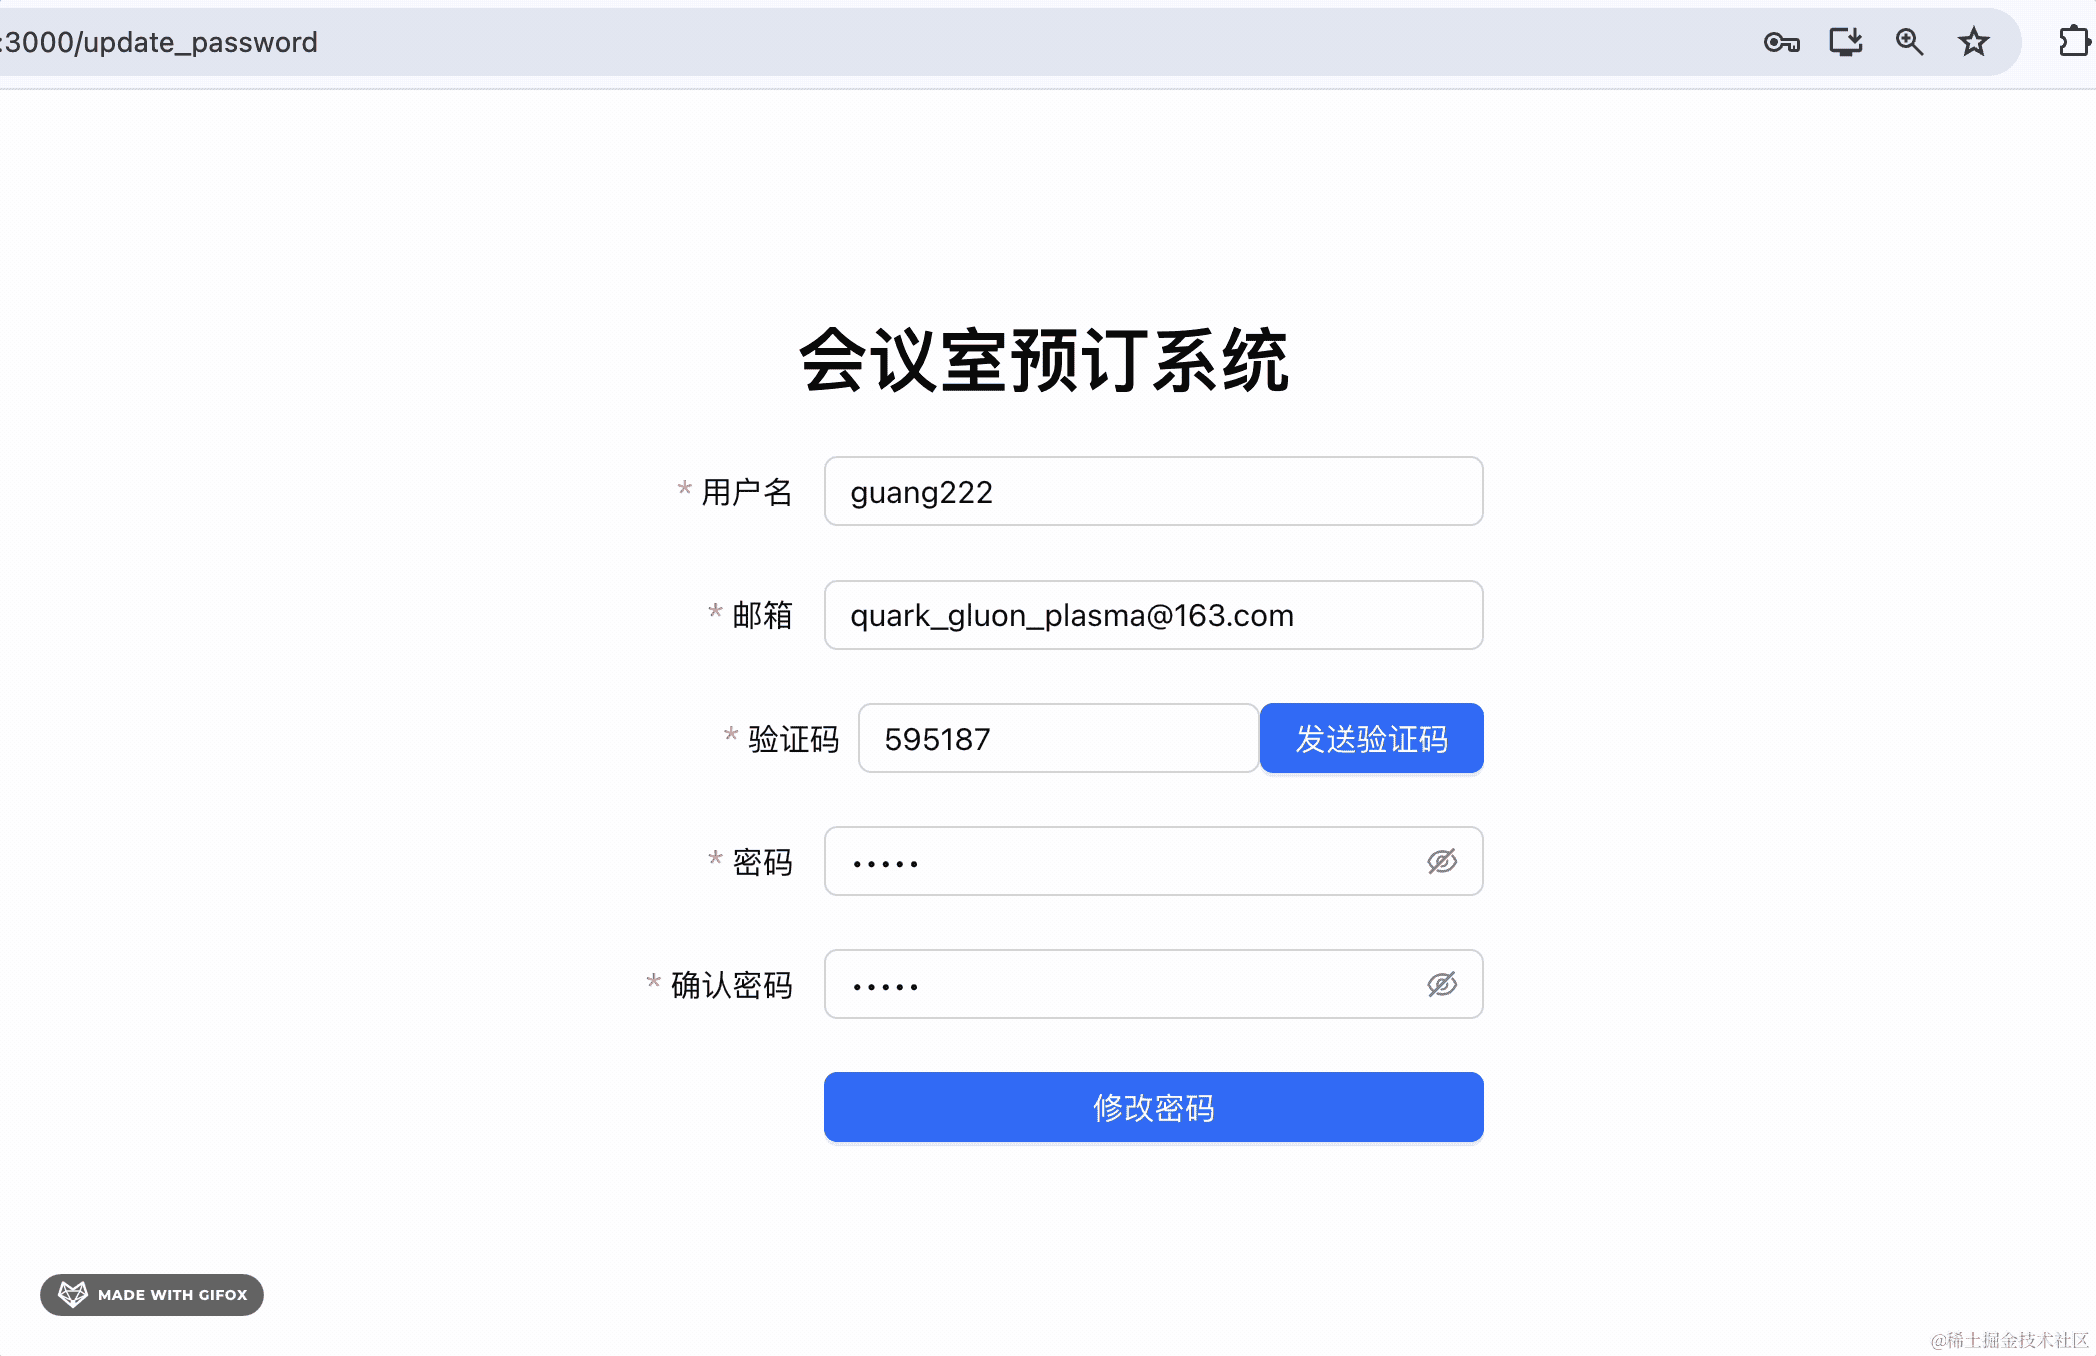 :3000/update_password
会议室预订系统
* 用户名 guang222
* 邮箱 quark_gluon_plasma@163.com
* 验证码 595187 发送验证码
* 密码 •••••
* 确认密码 •••••
修改密码
MADE WITH GIFOX
@稀土掘金技术社区